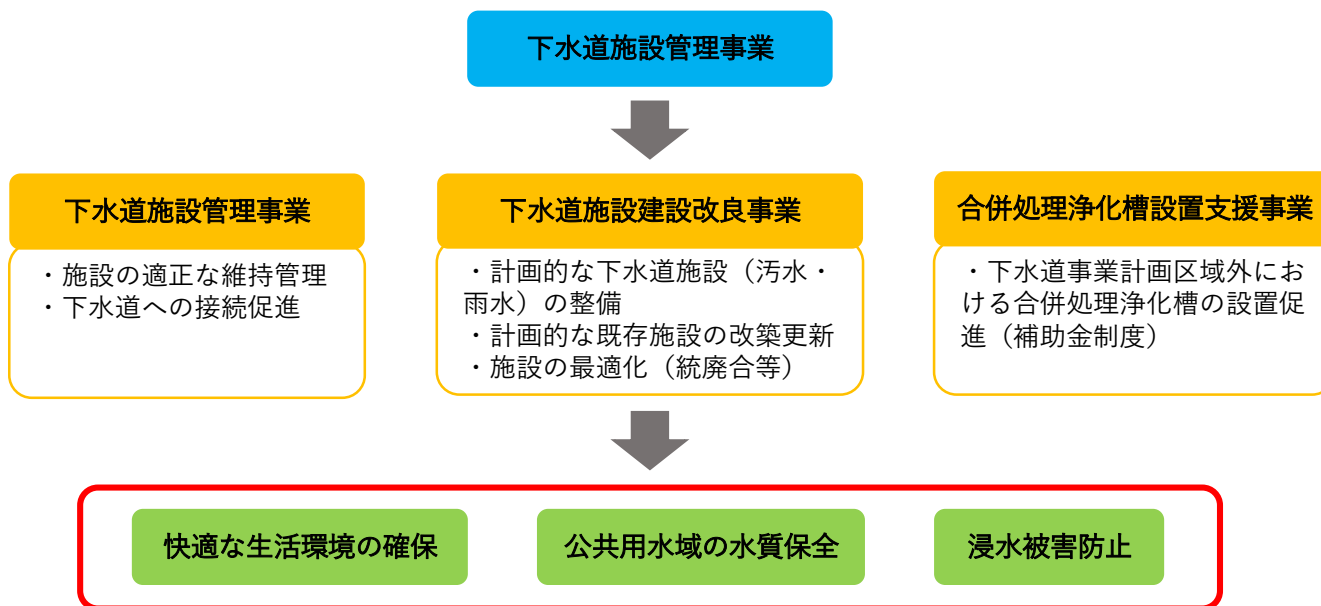 下水道施設管理事業
下水道施設管理事業
・施設の適正な維持管理
・下水道への接続促進
下水道施設建設改良事業
・計画的な下水道施設（汚水・
雨水）の整備
・計画的な既存施設の改築更新
・施設の最適化（統廃合等）
合併処理浄化槽設置支援事業
・下水道事業計画区域外にお
ける合併処理浄化槽の設置促
進（補助金制度）
快適な生活環境の確保
公共用水域の水質保全
浸水被害防止